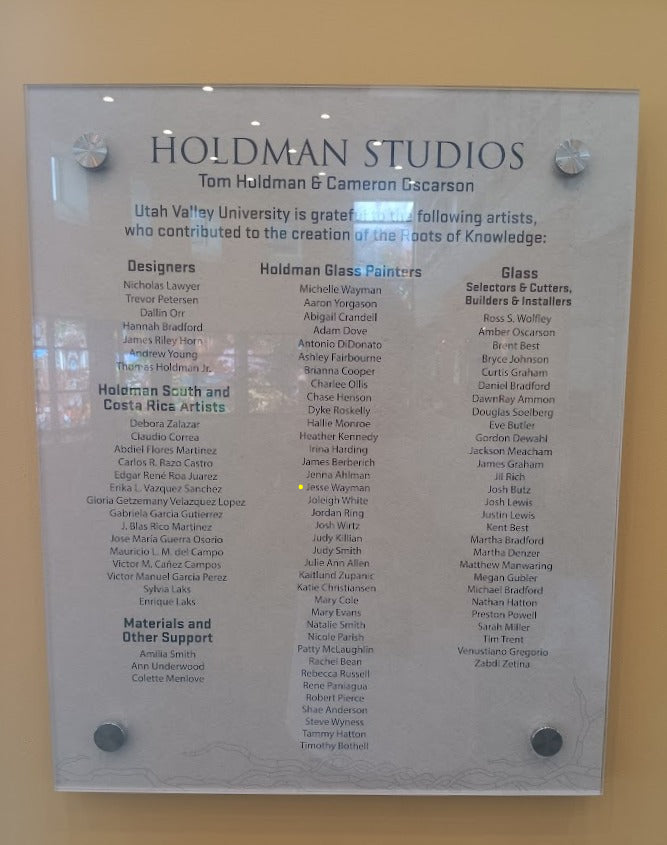 HOLDMAN STUDIOS
Tom Holdman & Cameron Oscarson
Utah Valley University is grateful to the following artists,
who contributed to the creation of the Roots of Knowledge:
Designers
Nicholas Lawyer
Trevor Petersen
Dallin Orr
Hannah Bradford
James Riley Horn
Andrew Young
Thomas Holdman Jr.
Holdman South and
Costa Rica Artists
Debora Zalazar
Claudio Correa
Abdiel Flores Martinez
Carlos R. Razo Castro
Edgar René Roa Juarez
Erika L. Vazquez Sanchez
Gloria Getzemany Velazquez Lopez
Gabriela Garcia Gutierrez
J. Blas Rico Martinez
Jose María Guerra Osorio
Mauricio L. M. del Campo
Victor M. Cañez Campos
Victor Manuel Garcia Perez
Sylvia Laks
Enrique Laks
Materials and
Other Support
Amilia Smith
Ann Underwood
Colette Menlove
Holdman Glass Painters
Michelle Wayman
Aaron Yorgason
Abigail Crandell
Adam Dove
Antonio DiDonato
Ashley Fairbourne
Brianna Cooper
Charlee Ollis
Chase Henson
Dyke Roskelly
Hallie Monroe
Heather Kennedy
Irina Harding
James Berberich
Jenna Ahlman
Jesse Wayman
Joleigh White
Jordan Ring
Josh Wirtz
Judy Killian
Judy Smith
Julie Ann Allen
Kaitlund Zupanic
Katie Christiansen
Mary Cole
Mary Evans
Natalie Smith
Nicole Parish
Patty McLaughlin
Rachel Bean
Rebecca Russell
Rene Paniagua
Robert Pierce
Shae Anderson
Steve Wyness
Tammy Hatton
Timothy Bothell
Glass
Selectors & Cutters,
Builders & Installers
Ross S. Wolfley
Amber Oscarson
Brent Best
Bryce Johnson
Curtis Graham
Daniel Bradford
DawnRay Ammon
Douglas Soelberg
Eve Butler
Gordon Dewahl
Jackson Meacham
James Graham
Jil Rich
Josh Butz
Josh Lewis
Justin Lewis
Kent Best
Martha Bradford
Martha Denzer
Matthew Manwaring
Megan Gubler
Michael Bradford
Nathan Hatton
Preston Powell
Sarah Miller
Tim Trent
Venustiano Gregorio
Zabdi Zetina